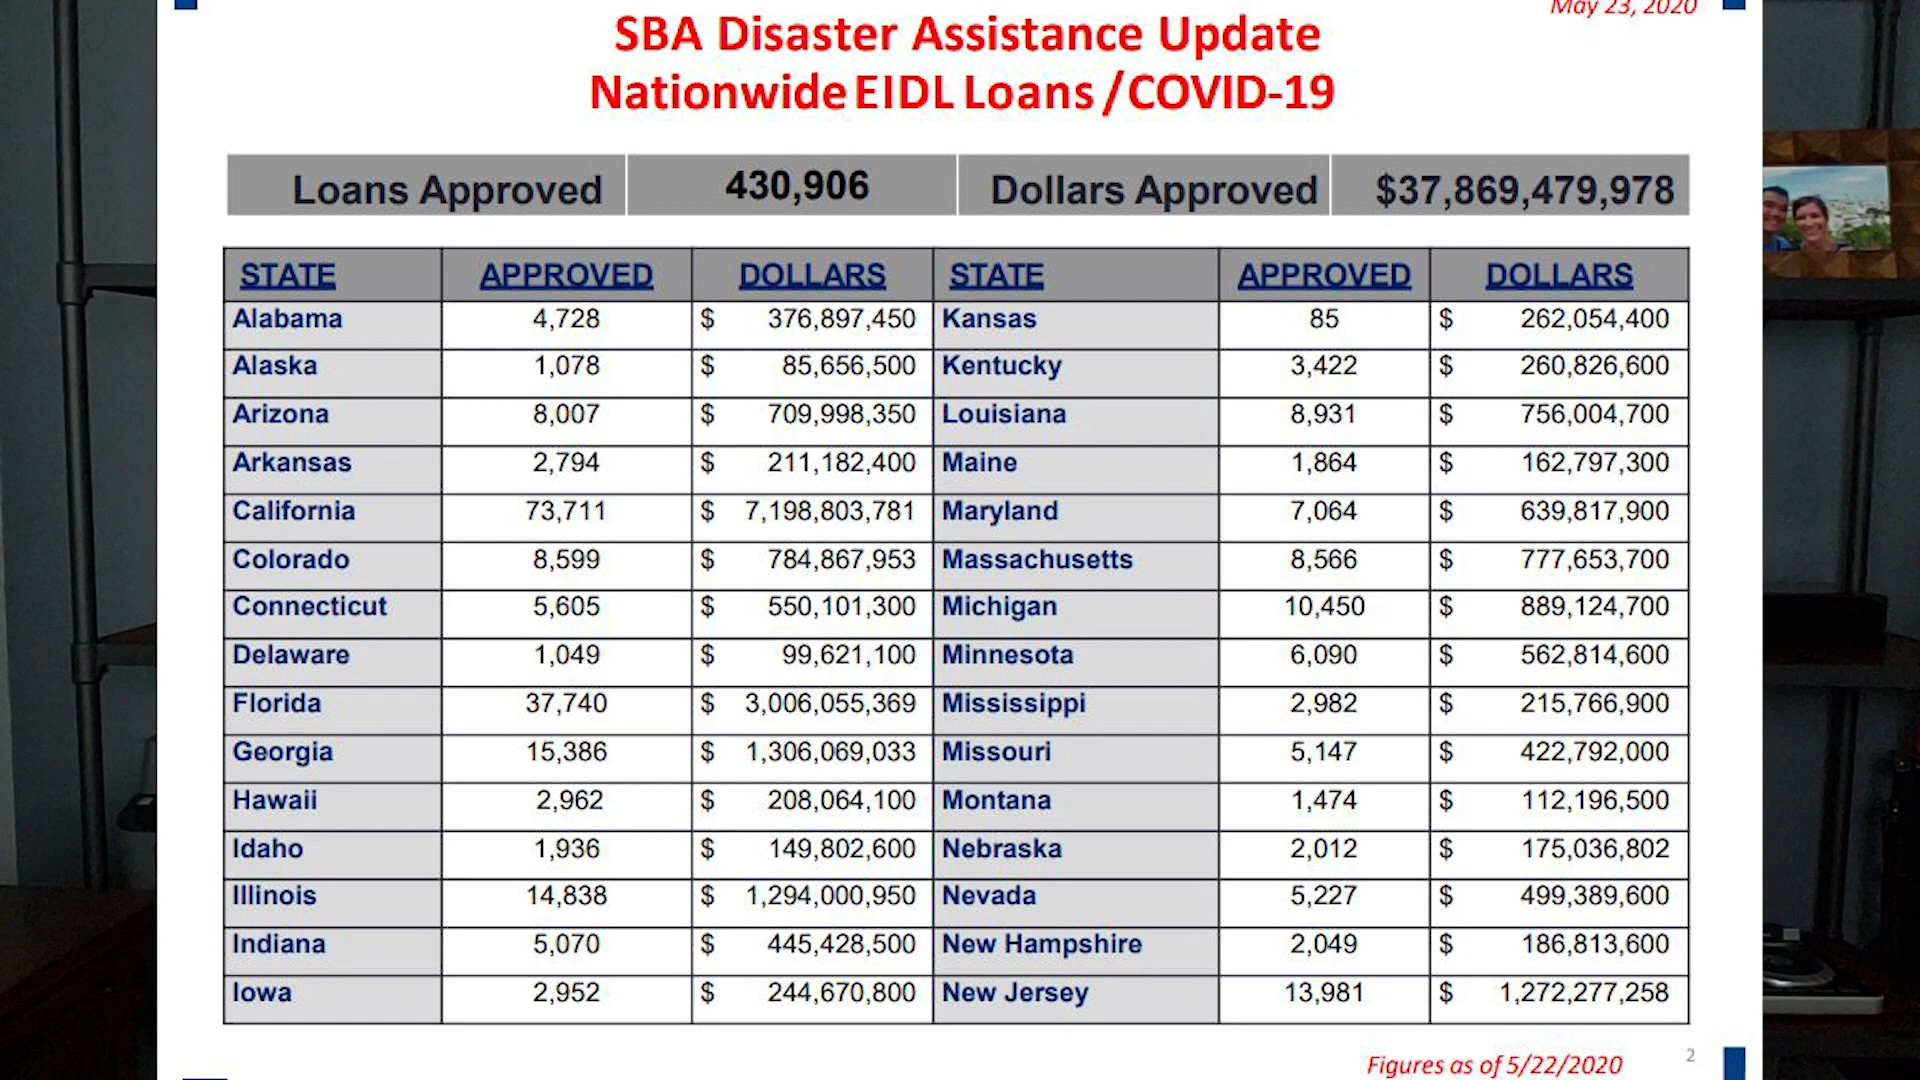 May 23, 2020
SBA Disaster Assistance Update
Nationwide EIDL Loans / COVID-19
Loans Approved 430,906 Dollars Approved $37,869,479,978
STATE APPROVED DOLLARS STATE APPROVED DOLLARS
Alabama 4,728 $ 376,897,450 Kansas 85 $ 262,054,400
Alaska 1,078 $ 85,656,500 Kentucky 3,422 $ 260,826,600
Arizona 8,007 $ 709,998,350 Louisiana 8,931 $ 756,004,700
Arkansas 2,794 $ 211,182,400 Maine 1,864 $ 162,797,300
California 73,711 $ 7,198,803,781 Maryland 7,064 $ 639,817,900
Colorado 8,599 $ 784,867,953 Massachusetts 8,566 $ 777,653,700
Connecticut 5,605 $ 550,101,300 Michigan 10,450 $ 889,124,700
Delaware 1,049 $ 99,621,100 Minnesota 6,090 $ 562,814,600
Florida 37,740 $ 3,006,055,369 Mississippi 2,982 $ 215,766,900
Georgia 15,386 $ 1,306,069,033 Missouri 5,147 $ 422,792,000
Hawaii 2,962 $ 208,064,100 Montana 1,474 $ 112,196,500
Idaho 1,936 $ 149,802,600 Nebraska 2,012 $ 175,036,802
Illinois 14,838 $ 1,294,000,950 Nevada 5,227 $ 499,389,600
Indiana 5,070 $ 445,428,500 New Hampshire 2,049 $ 186,813,600
Iowa 2,952 $ 244,670,800 New Jersey 13,981 $ 1,272,277,258
Figures as of 5/22/2020 2